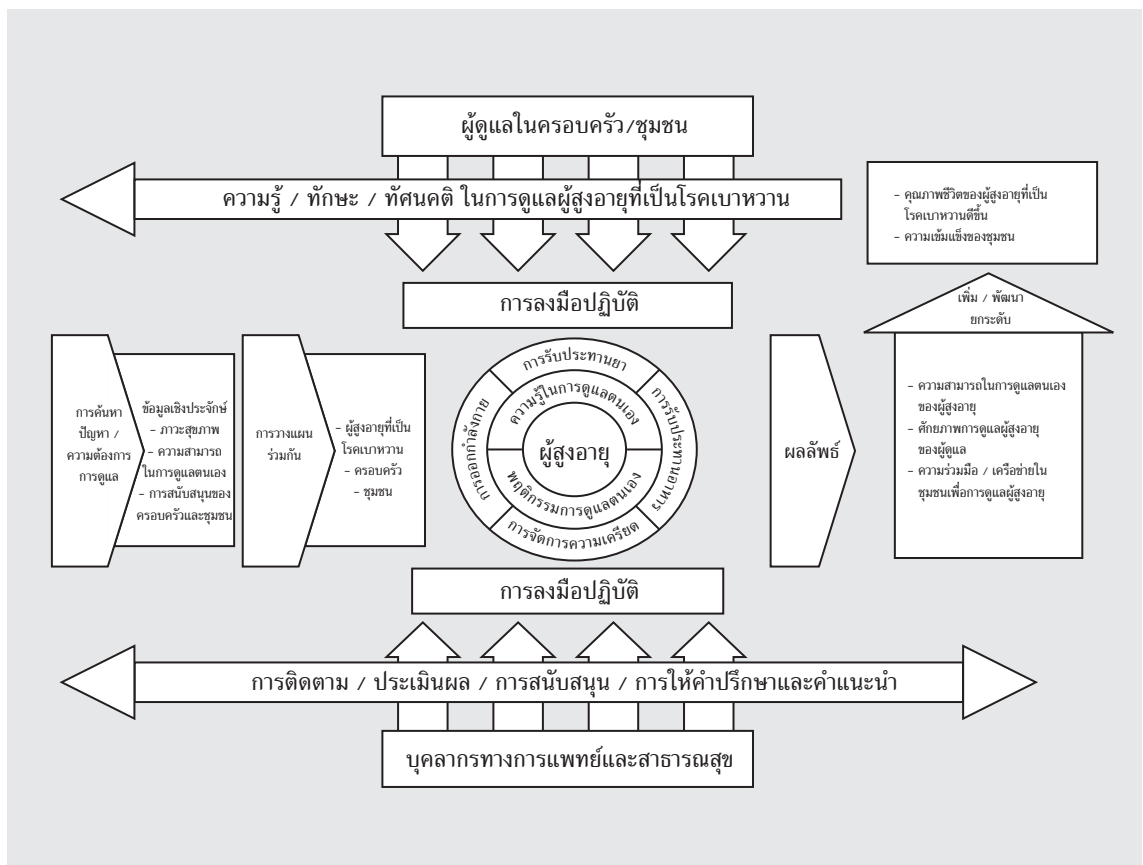 ผู้ดูแลในครอบครัว/ชุมชน
ความรู้ / ทักษะ / ทัศนคติ ในการดูแลผู้สูงอายุที่เป็นโรคเบาหวาน
การลงมือปฏิบัติ
- คุณภาพชีวิตของผู้สูงอายุที่เป็น
โรคเบาหวานดีขึ้น
- ความเข้มแข็งของชุมชน
เพิ่ม / พัฒนา
ยกระดับ
การค้นหา
ปัญหา /
ความต้องการ
การดูแล
ข้อมูลเชิงประจักษ์
- ภาวะสุขภาพ
- ความสามารถ
ในการดูแลตนเอง
- การสนับสนุนของ
ครอบครัวและชุมชน
การวางแผน
ร่วมกัน
- ผู้สูงอายุที่เป็น
โรคเบาหวาน
- ครอบครัว
- ชุมชน
การรับประทานยา
การออกกำลังกาย
การรับประทานอาหาร
ความรู้ในการดูแลตนเอง
ผู้สูงอายุ
พฤติกรรมการดูแลตนเอง
การจัดการความเครียด
ผลลัพธ์
- ความสามารถในการดูแลตนเอง
ของผู้สูงอายุ
- ศักยภาพการดูแลผู้สูงอายุ
ของผู้ดูแล
- ความร่วมมือ / เครือข่ายใน
ชุมชนเพื่อการดูแลผู้สูงอายุ
การลงมือปฏิบัติ
การติดตาม / ประเมินผล / การสนับสนุน / การให้คำปรึกษาและคำแนะนำ
บุคลากรทางการแพทย์และสาธารณสุข